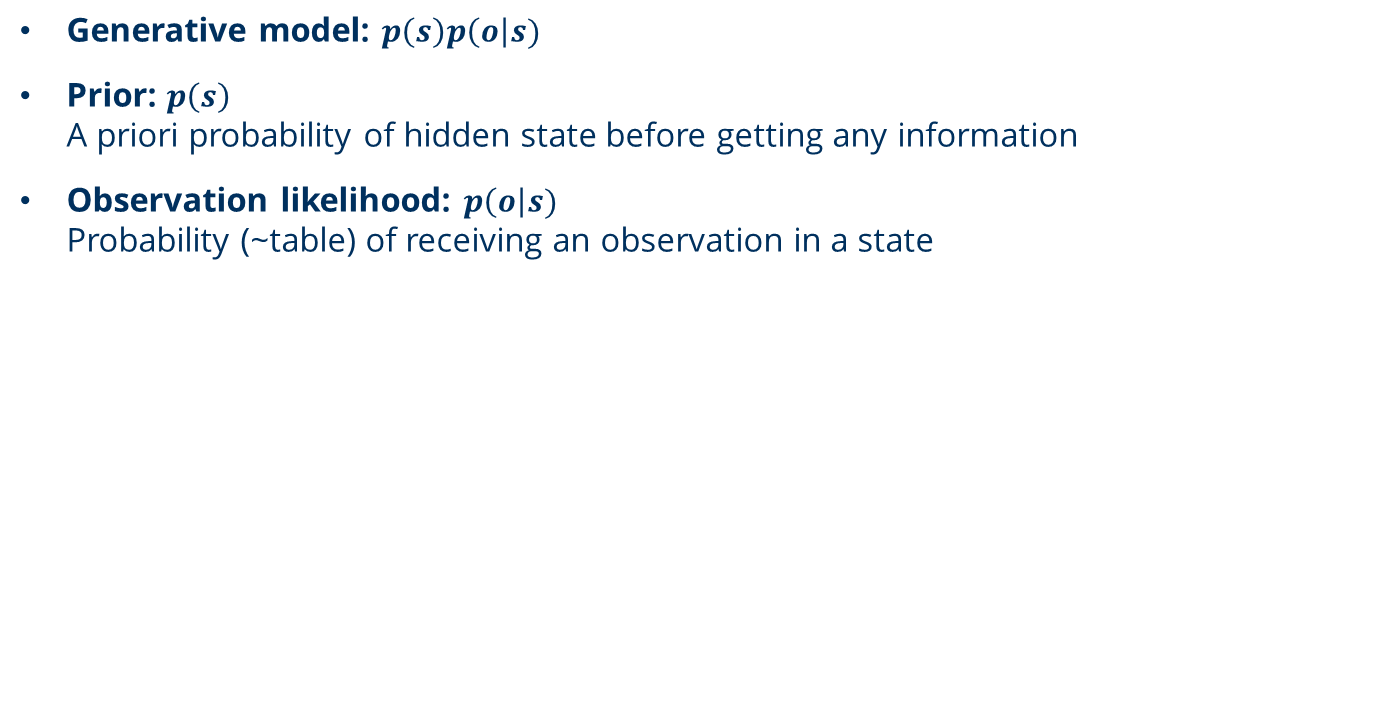 • Generative model: p(s)p(o|s)
• Prior: p(s)
A priori probability of hidden state before getting any information
• Observation likelihood: p(o|s)
Probability (~table) of receiving an observation in a state